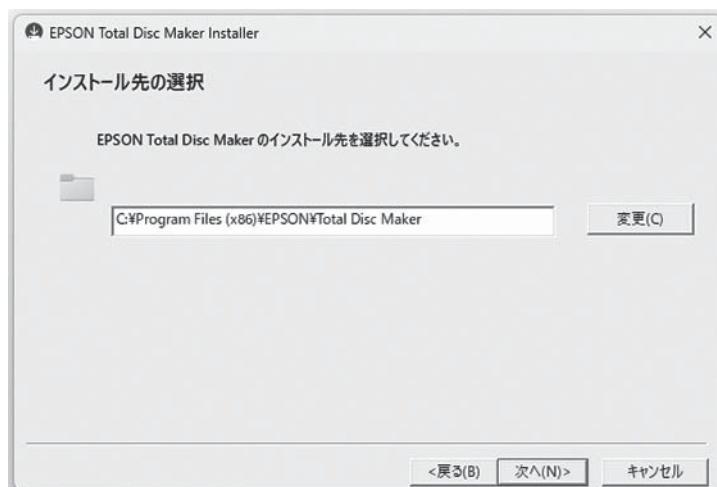 EPSON Total Disc Maker Installer
インストール先の選択
EPSON Total Disc Maker のインストール先を選択してください。
C:¥Program Files (x86)¥EPSON¥Total Disc Maker
変更(C)
<戻る(B) 次へ(N)> キャンセル